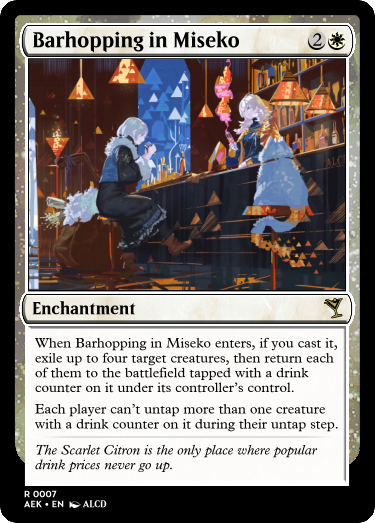 Barhopping in Miseko 2
Enchantment
When Barhopping in Miseko enters, if you cast it,
exile up to four target creatures, then return each
of them to the battlefield tapped with a drink
counter on it under its controller's control.
Each player can't untap more than one creature
with a drink counter on it during their untap step.
The Scarlet Citron is the only place where popular
drink prices never go up.
R 0007
AEK • EN ALCD